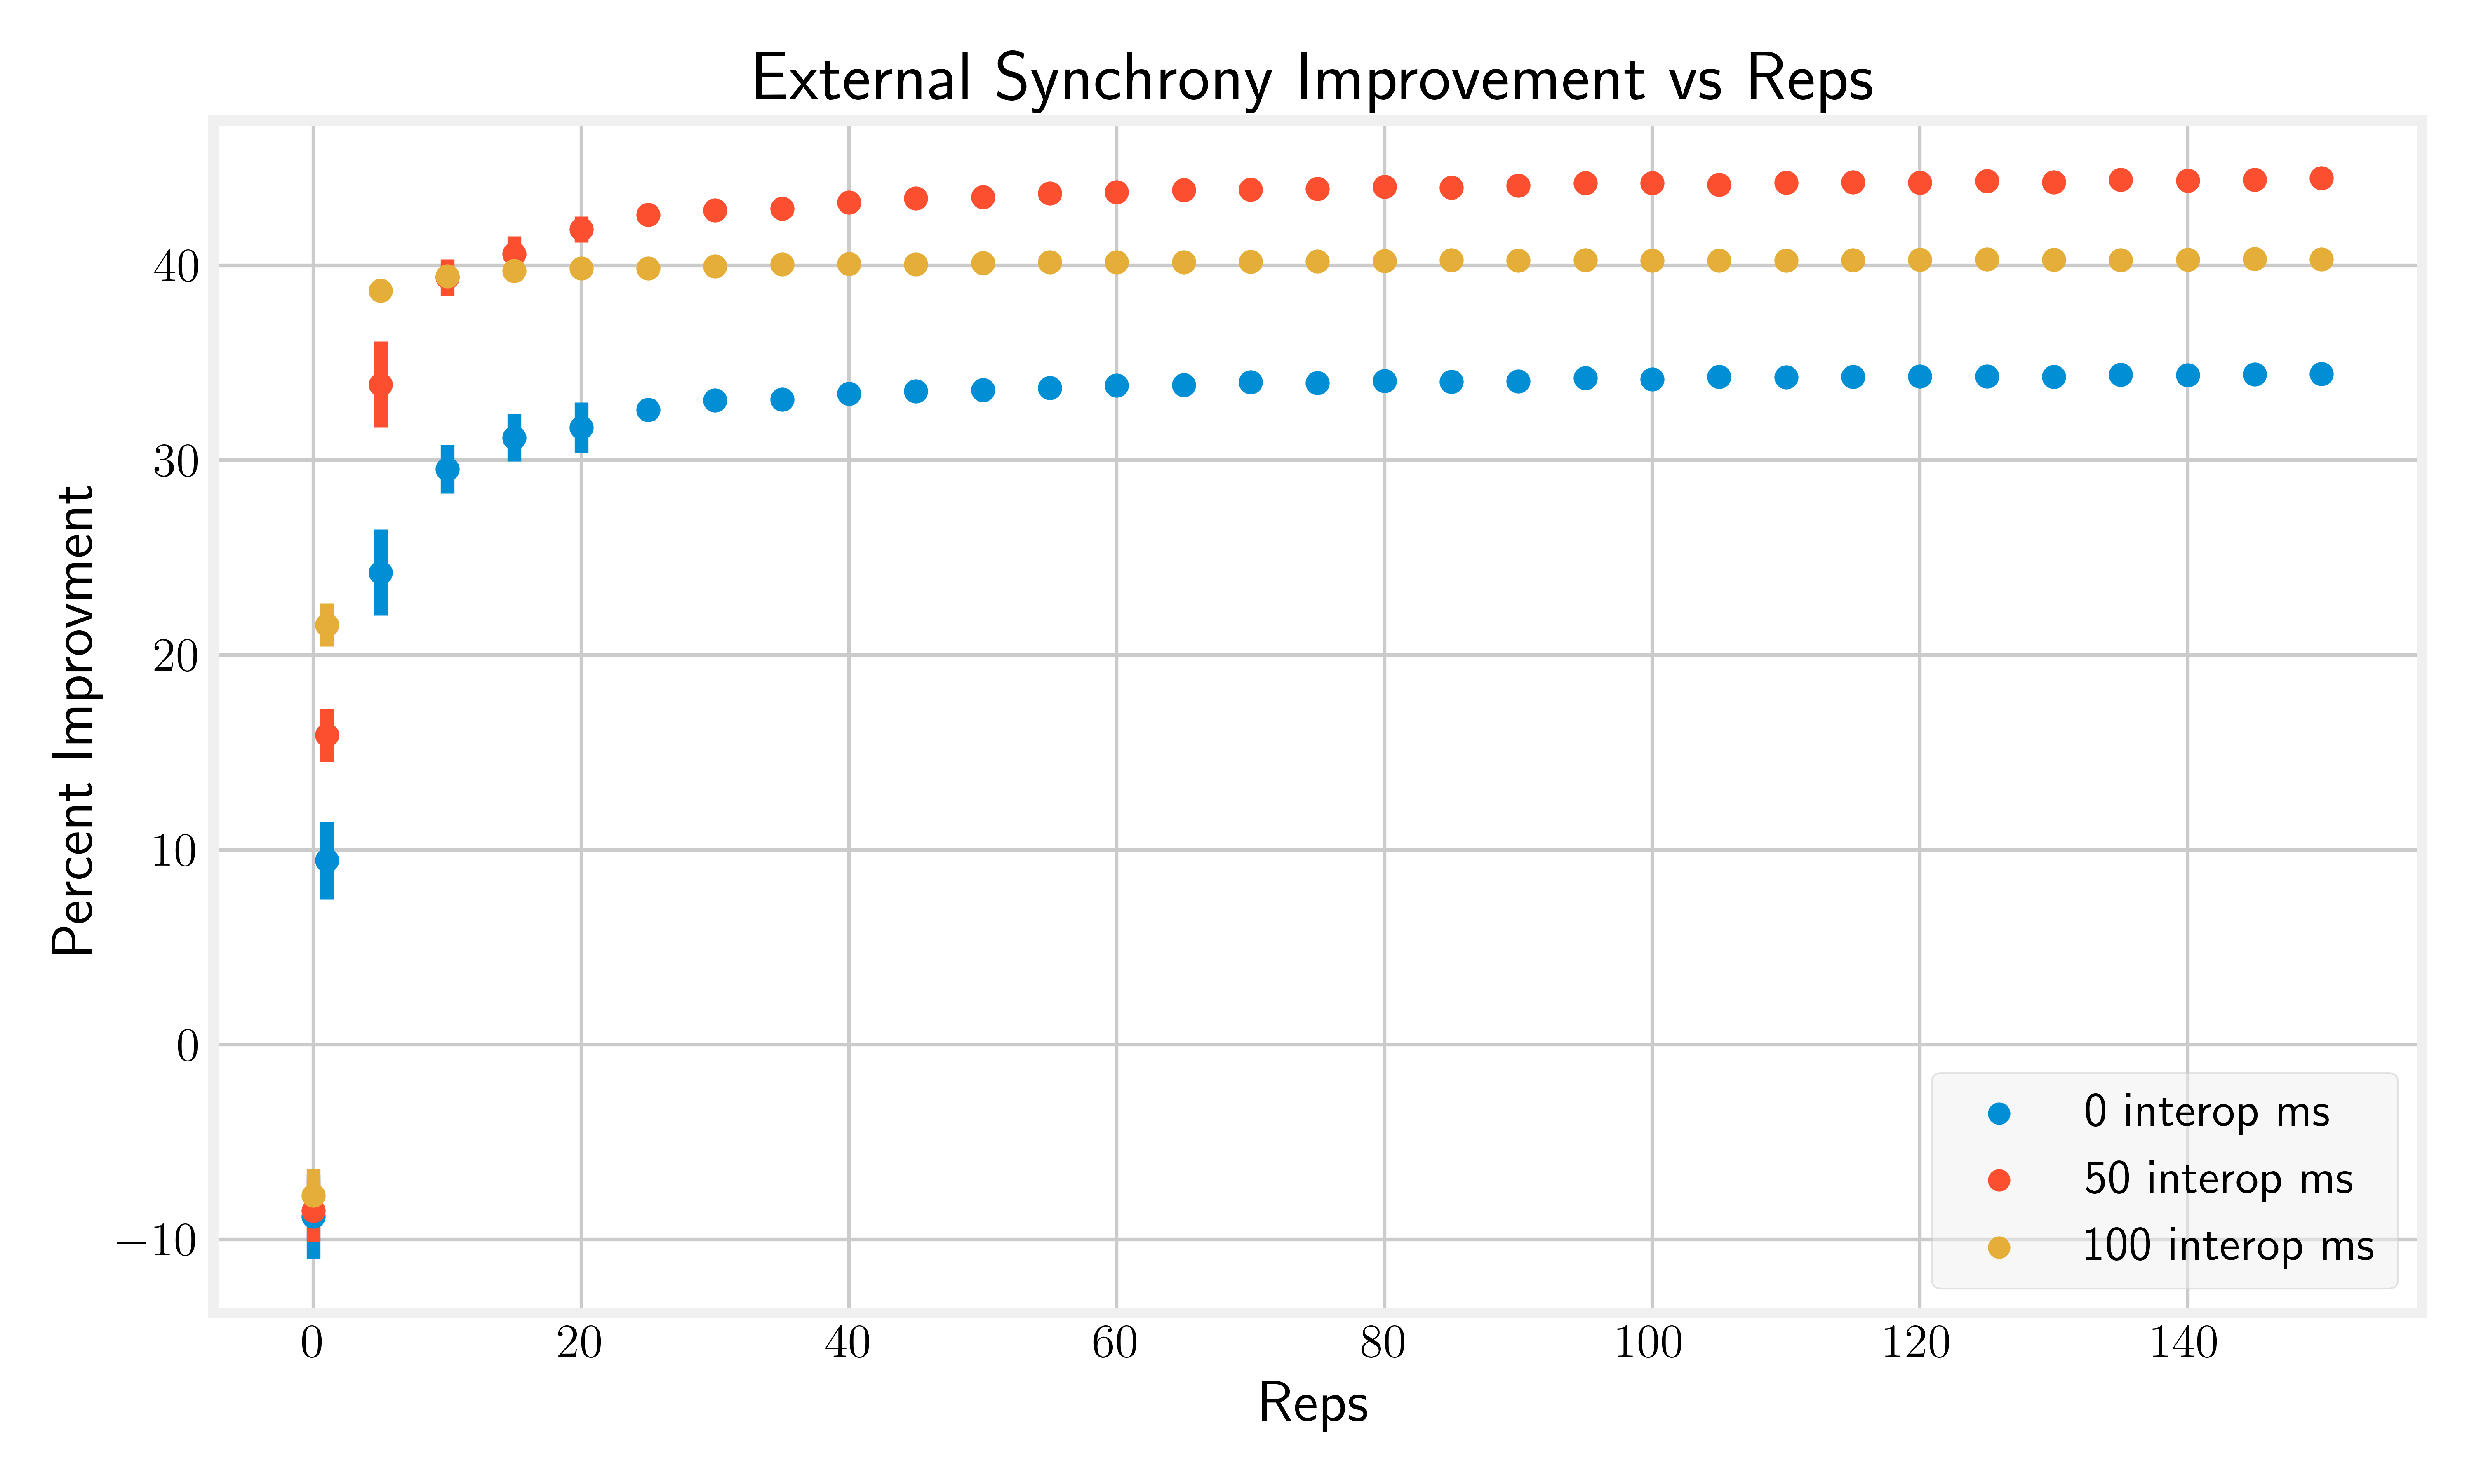 External Synchrony Improvement vs Reps
Percent Improvment
40
30
20
10
0
−10
0 interop ms
50 interop ms
100 interop ms
0 20 40 60 80 100 120 140
Reps